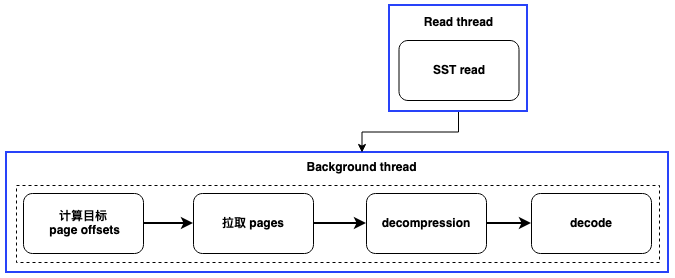 Read thread
SST read
Background thread
计算目标
page offsets
拉取 pages
decompression
decode